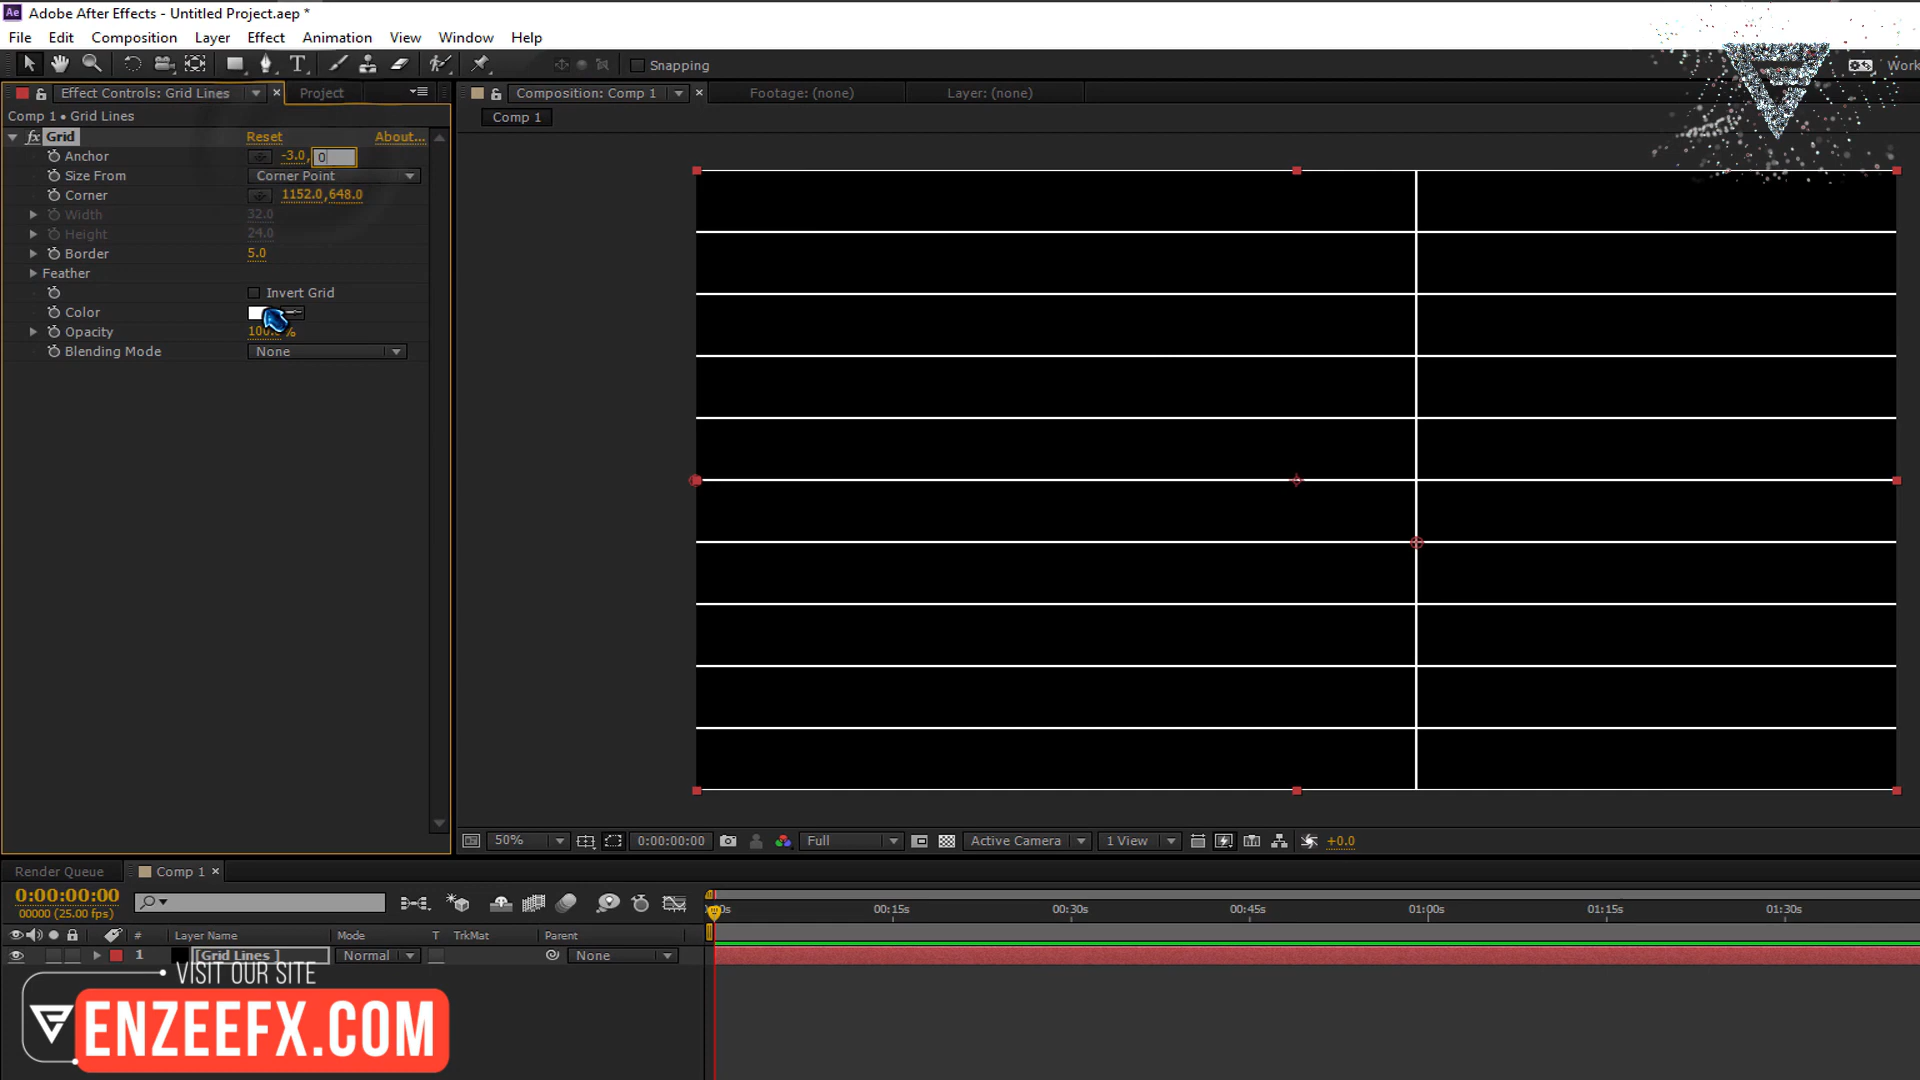 Ae Adobe After Effects - Untitled Project.aep *
File Edit Composition Layer Effect Animation View Window Help
Snapping
Work
Effect Controls: Grid Lines
Project
Composition: Comp 1
Footage: (none)
Layer: (none)
Comp 1 • Grid Lines
Comp 1
fx Grid Reset About...
Anchor -3.0, 0
Size From Corner Point
Corner 1152.0,648.0
Width 32.0
Height 24.0
Border 5.0
Feather
Invert Grid
Color
Opacity
Blending Mode None
50%
0:00:00:00
Full
Active Camera
1 View
+0.0
Render Queue
Comp 1
0:00:00:00
00000 (25.00 fps)
00:15s 00:30s 00:45s 01:00s 01:15s 01:30s
# Layer Name Mode T TrkMat Parent
1 [Grid Lines ] Normal None
VISIT OUR SITE
ENZEEFX.COM